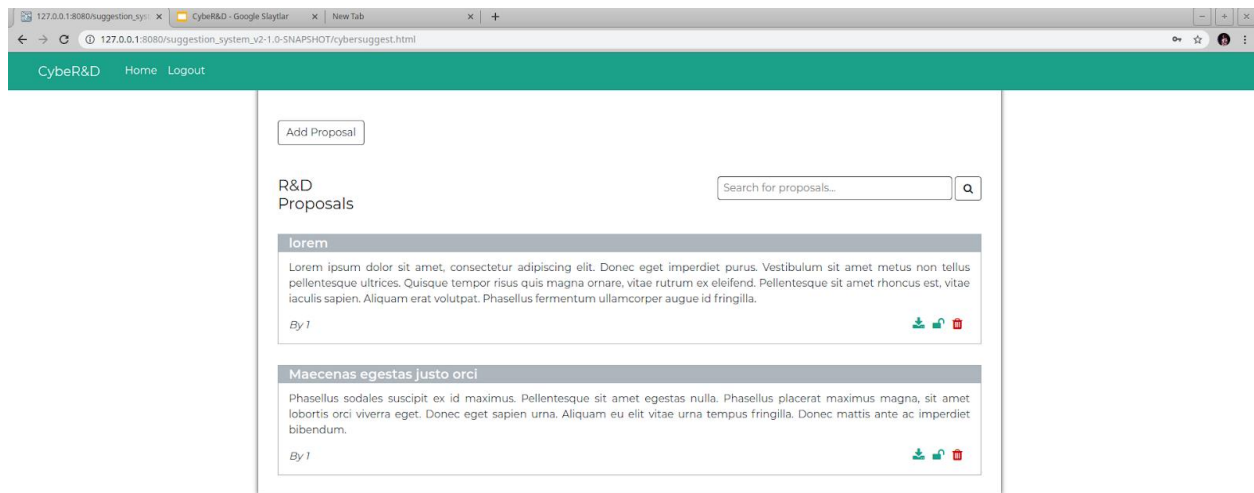 127.0.0.1:8080/suggestion_sys
CybeR&D - Google Slaytlar
New Tab
127.0.0.1:8080/suggestion_system_v2-1.0-SNAPSHOT/cybersuggest.html
CybeR&D Home Logout
Add Proposal
R&D
Proposals
Search for proposals...
lorem
Lorem ipsum dolor sit amet, consectetur adipiscing elit. Donec eget imperdiet purus. Vestibulum sit amet metus non tellus
pellentesque ultrices. Quisque tempor risus quis magna ornare, vitae rutrum ex eleifend. Pellentesque sit amet rhoncus est, vitae
iaculis sapien. Aliquam erat volutpat. Phasellus fermentum ullamcorper augue id fringilla.
By 1
Maecenas egestas justo orci
Phasellus sodales suscipit ex id maximus. Pellentesque sit amet egestas nulla. Phasellus placerat maximus magna, sit amet
lobortis orci viverra eget. Donec eget sapien urna. Aliquam eu elit vitae urna tempus fringilla. Donec mattis ante ac imperdiet
bibendum.
By 1